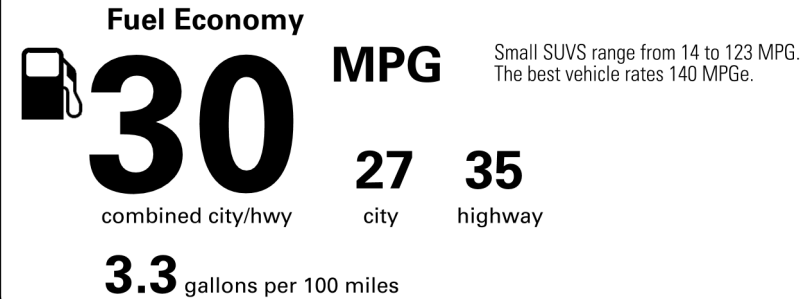 Fuel Economy
30
MPG
Small SUVS range from 14 to 123 MPG.
The best vehicle rates 140 MPGe.
27 35
combined city/hwy city highway
3.3 gallons per 100 miles